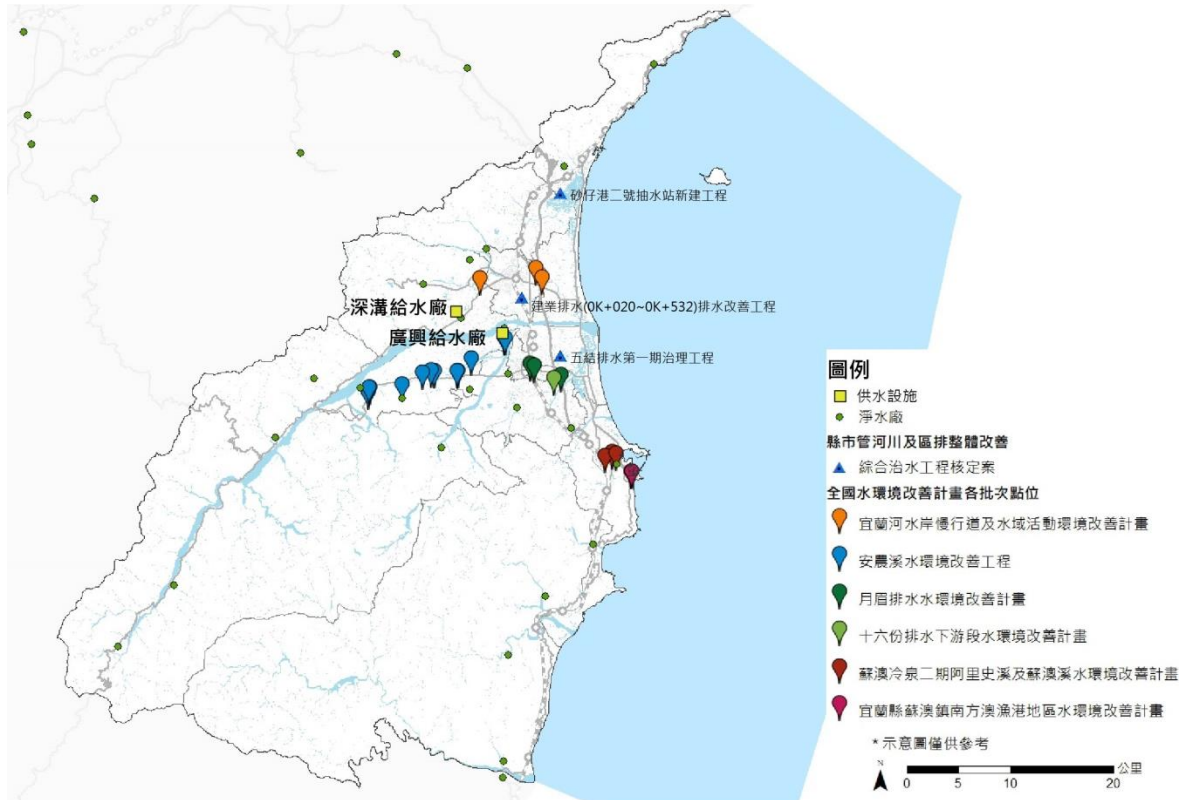 砂仔港二號抽水站新建工程
建業排水(0K+020~0K+532)排水改善工程
深溝給水廠
廣興給水廠
五結排水第一期治理工程
圖例
供水設施
淨水廠
縣市管河川及區排整體改善
綜合治水工程核定案
全國水環境改善計畫各批次點位
宜蘭河水岸慢行道及水域活動環境改善計畫
安農溪水環境改善工程
月眉排水水環境改善計畫
十六份排水下游段水環境改善計畫
蘇澳冷泉二期阿里史溪及蘇澳溪水環境改善計畫
宜蘭縣蘇澳鎮南方澳漁港地區水環境改善計畫
* 示意圖僅供參考
N
公里
0 5 10 20